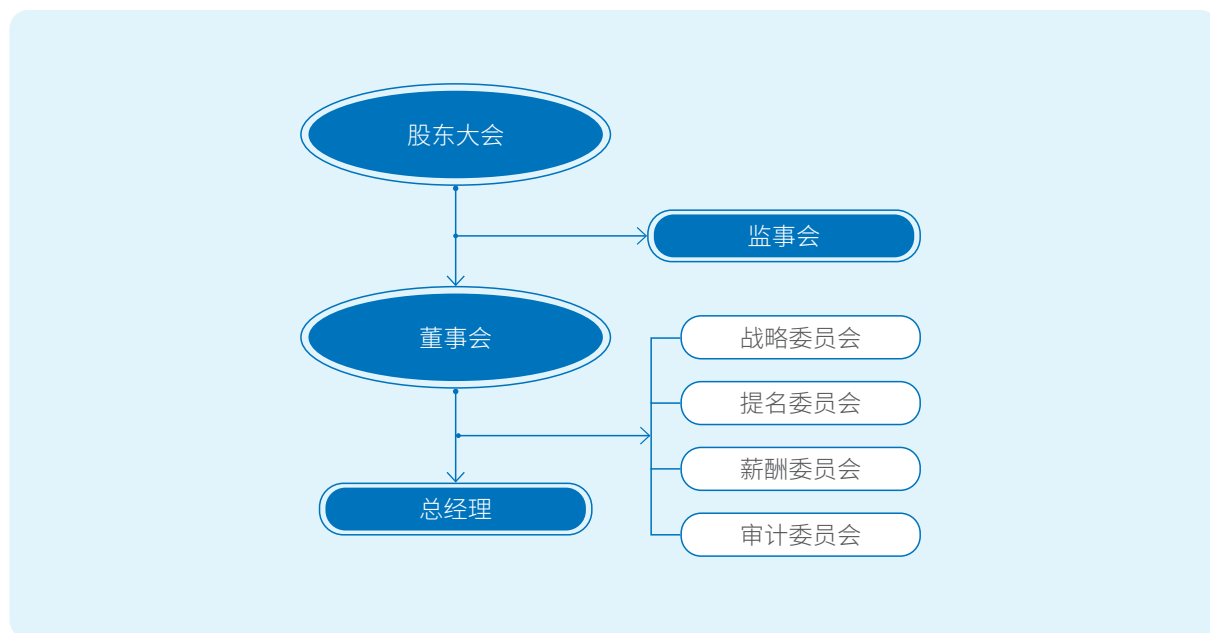 股东大会
监事会
董事会
战略委员会
提名委员会
薪酬委员会
总经理
审计委员会